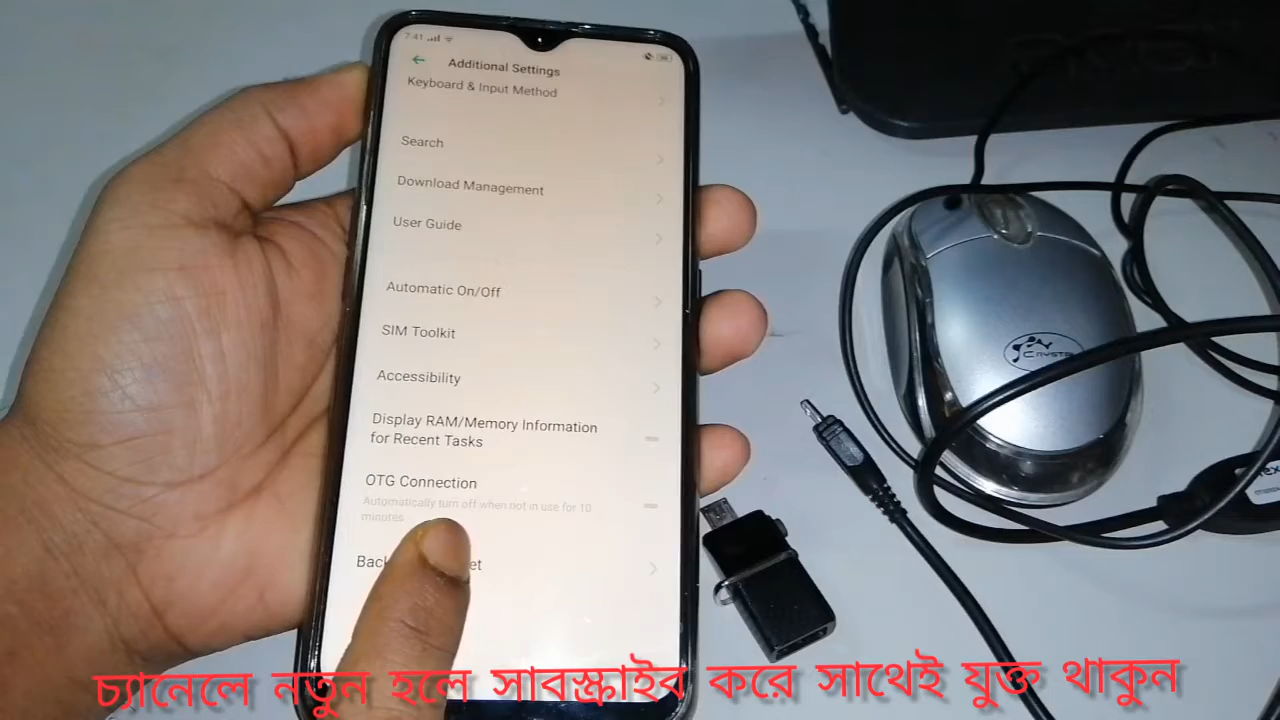 7:41
Additional Settings
Keyboard & Input Method
Search
Download Management
User Guide
Automatic On/Off
SIM Toolkit
Accessibility
Display RAM/Memory Information
for Recent Tasks
OTG Connection
Automatically turn off when not in use for 10
minutes
চ্যানেলে নতুন হলে সাবস্ক্রাইব করে সাথেই যুক্ত থাকুন